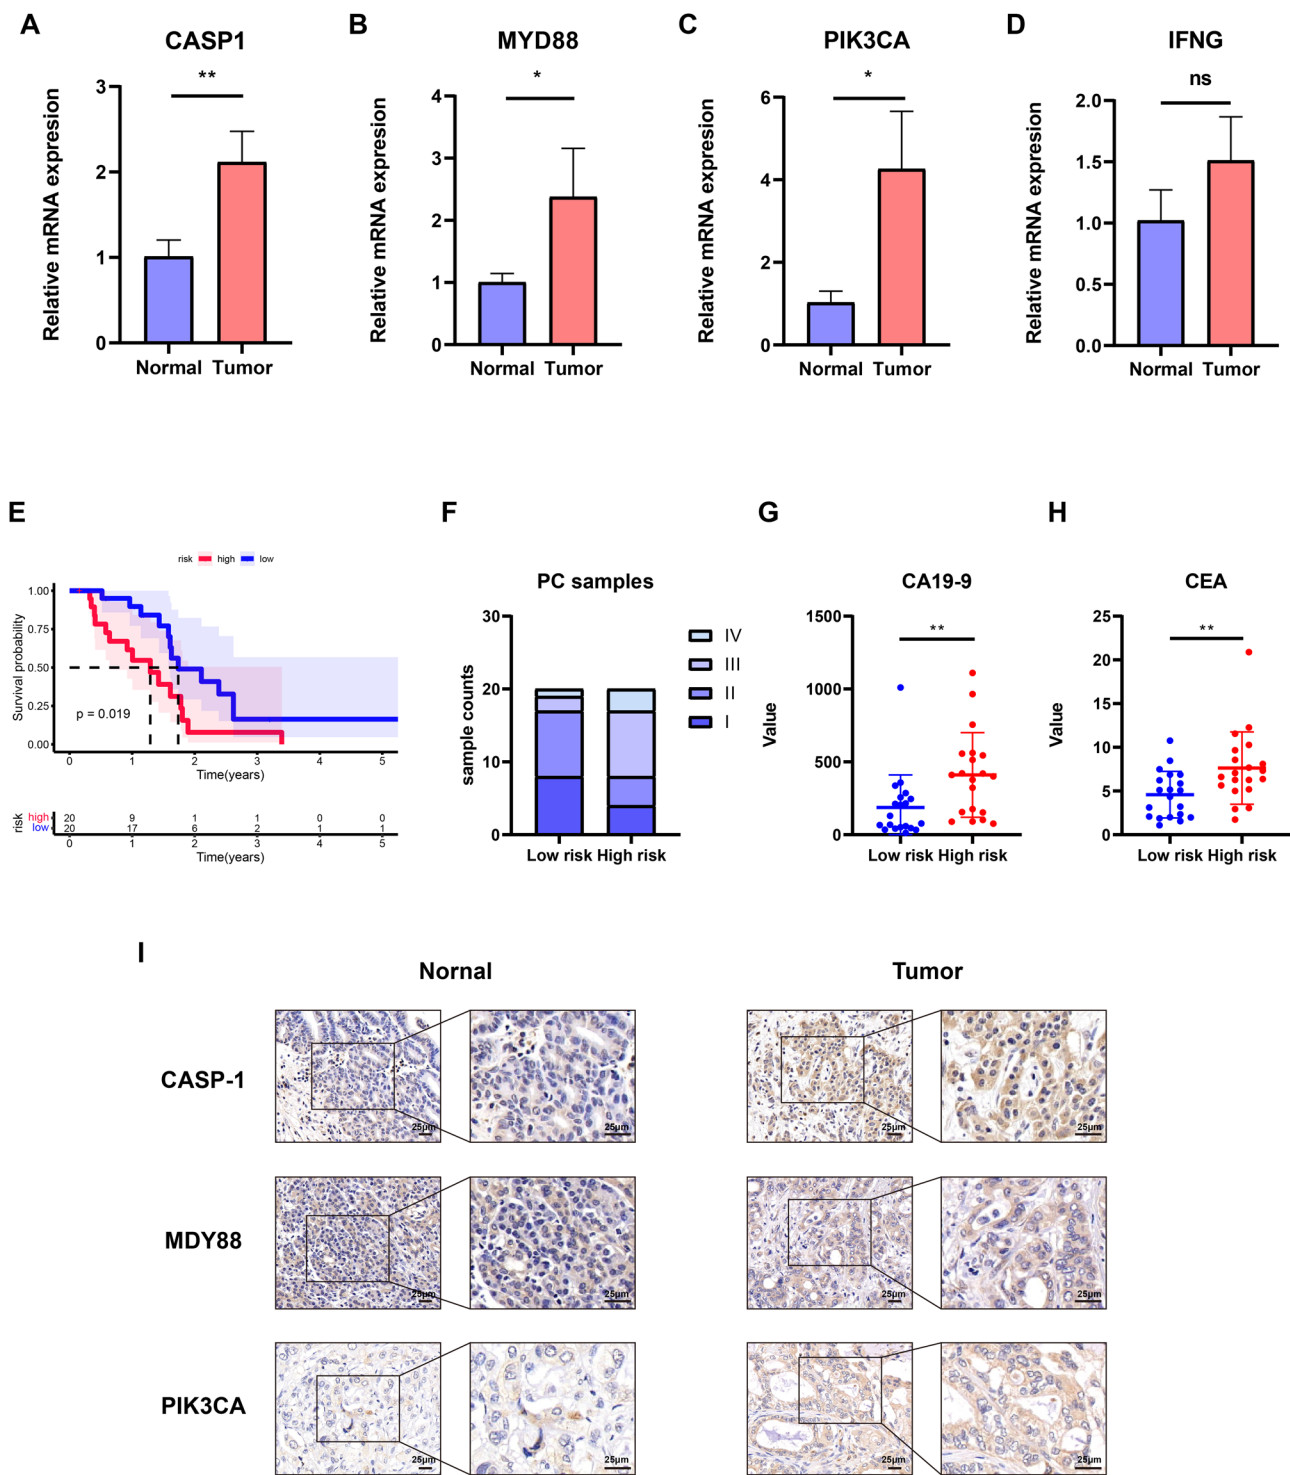 A
CASP1
**
Relative mRNA expresion
3
2
1
0
Normal Tumor
B
MYD88
*
Relative mRNA expresion
4
3
2
1
0
Normal Tumor
C
PIK3CA
*
Relative mRNA expresion
6
4
2
0
Normal Tumor
D
IFNG
ns
Relative mRNA expresion
2.0
1.5
1.0
0.5
0.0
Normal Tumor
E
risk high low
Survival probability
1.00
0.75
0.50
0.25
0.00
p = 0.019
0 1 2 3 4 5
Time(years)
risk
high 20 9 1 1 0 0
low 20 17 6 2 1 1
0 1 2 3 4 5
Time(years)
F
PC samples
sample counts
30
20
10
0
Low risk High risk
IV
III
II
I
G
CA19-9
**
Value
1500
1000
500
0
Low risk High risk
H
CEA
**
Value
25
20
15
10
5
0
Low risk High risk
I
Nornal
Tumor
CASP-1
25μm
25μm
25μm
25μm
MDY88
25μm
25μm
25μm
25μm
PIK3CA
25μm
25μm
25μm
25μm